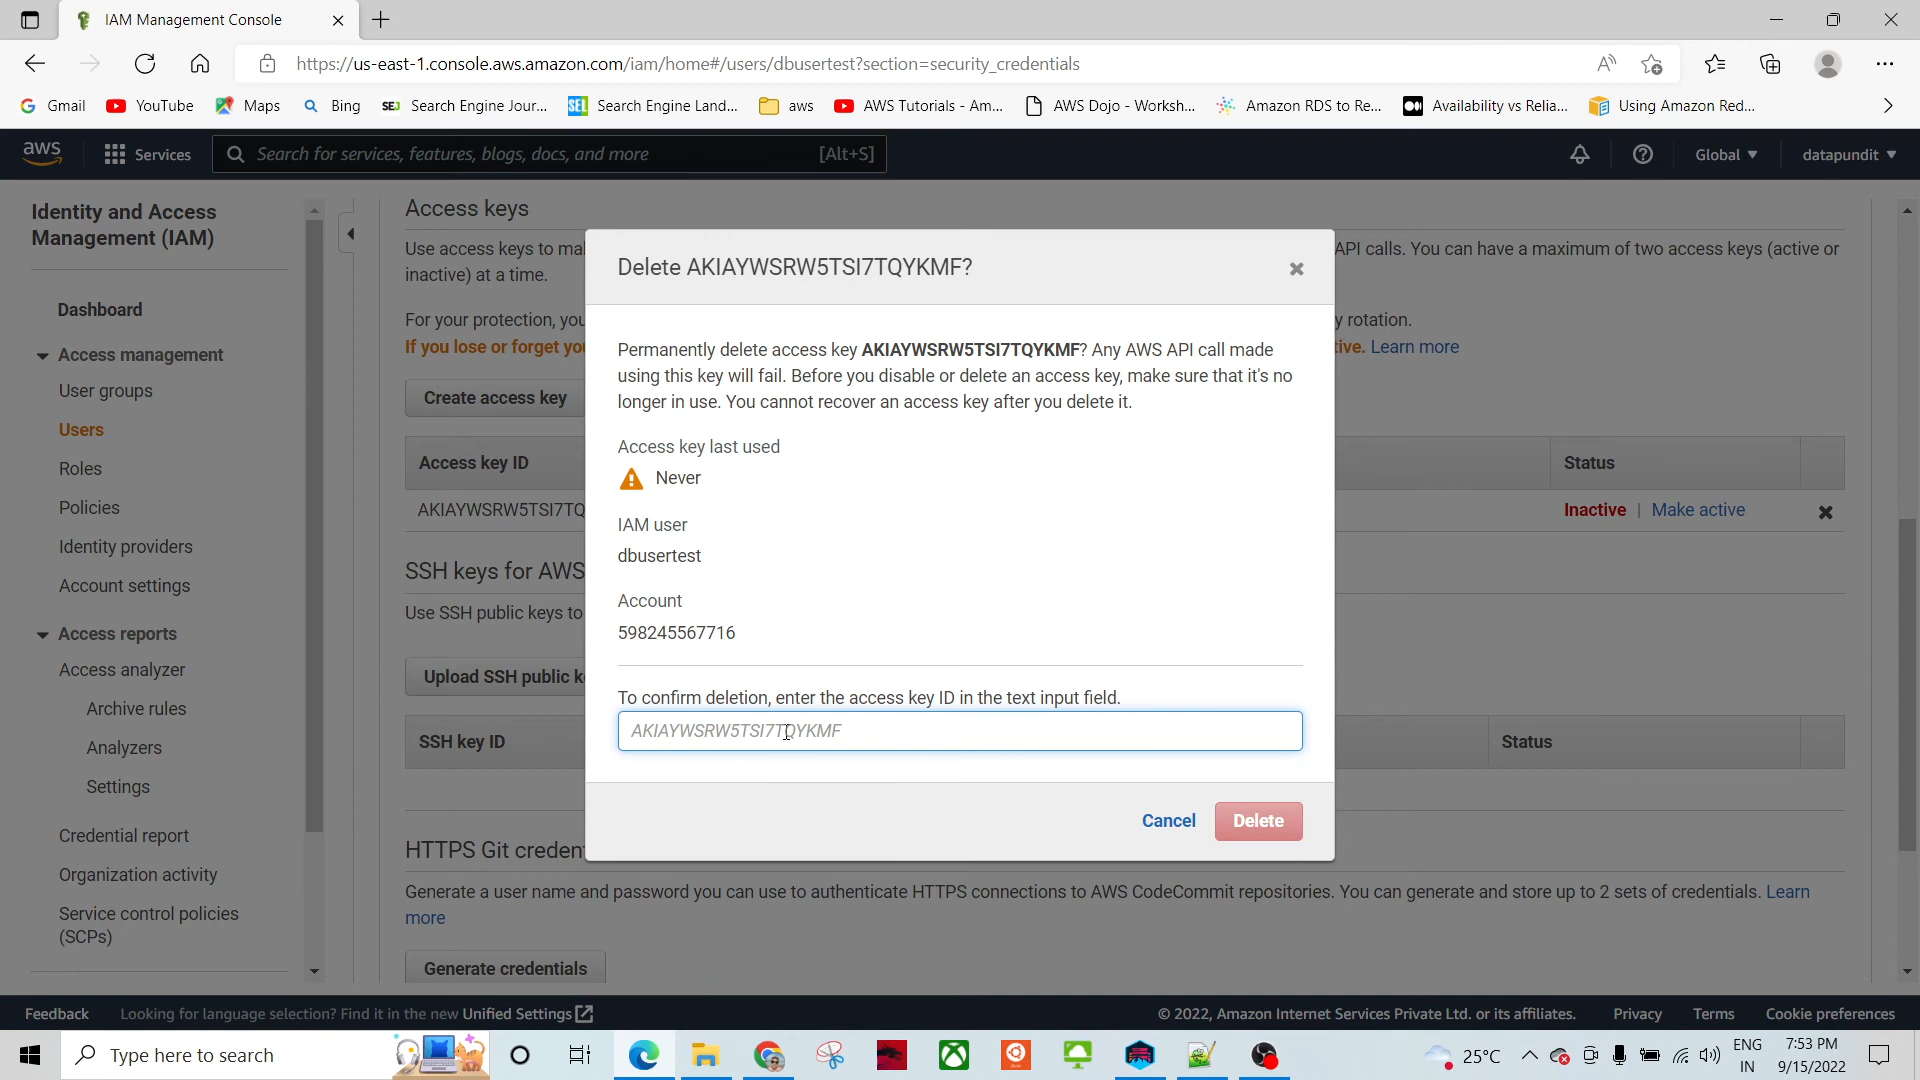 IAM Management Console
https://us-east-1.console.aws.amazon.com/iam/home#/users/dbusertest?section=security_credentials
Gmail YouTube Maps Bing SEJ Search Engine Jour... SEL Search Engine Land... aws AWS Tutorials - Am... AWS Dojo - Worksh... Amazon RDS to Re... Availability vs Relia... Using Amazon Red...
aws Services Search for services, features, blogs, docs, and more [Alt+S] Global datapundit
Identity and Access
Management (IAM)
Dashboard
Access management
User groups
Users
Roles
Policies
Identity providers
Account settings
Access reports
Access analyzer
Archive rules
Analyzers
Settings
Credential report
Organization activity
Service control policies
(SCPs)
Access keys
Use access keys to mak API calls. You can have a maximum of two access keys (active or
inactive) at a time.
For your protection, you y rotation.
If you lose or forget you tive. Learn more
Create access key
Access key ID Status
AKIAYWSRW5TSI7TQ Inactive | Make active
SSH keys for AWS
Use SSH public keys to
Upload SSH public k
SSH key ID Status
HTTPS Git creden
Generate a user name and password you can use to authenticate HTTPS connections to AWS CodeCommit repositories. You can generate and store up to 2 sets of credentials. Learn
more
Generate credentials
Delete AKIAYWSRW5TSI7TQYKMF?
Permanently delete access key AKIAYWSRW5TSI7TQYKMF? Any AWS API call made
using this key will fail. Before you disable or delete an access key, make sure that it's no
longer in use. You cannot recover an access key after you delete it.
Access key last used
Never
IAM user
dbusertest
Account
598245567716
To confirm deletion, enter the access key ID in the text input field.
AKIAYWSRW5TSI7TQYKMF
Cancel Delete
Feedback Looking for language selection? Find it in the new Unified Settings © 2022, Amazon Internet Services Private Ltd. or its affiliates. Privacy Terms Cookie preferences
Type here to search 25°C ENG 7:53 PM
IN 9/15/2022